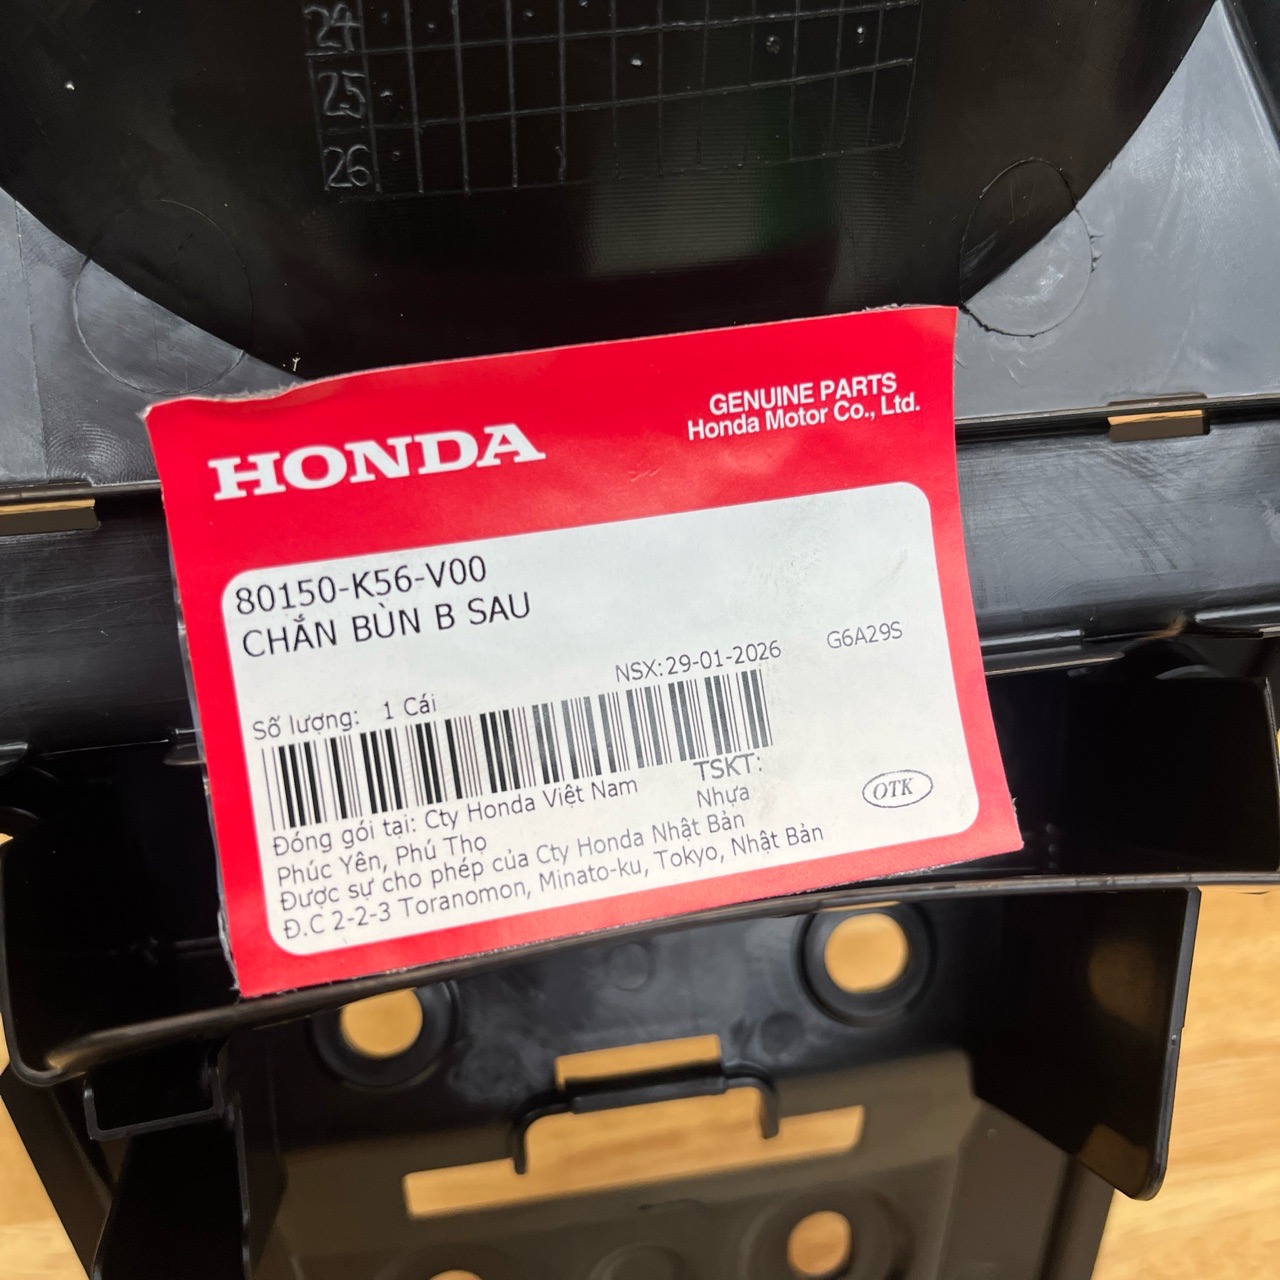 24
25
26
HONDA
GENUINE PARTS
Honda Motor Co., Ltd.
80150-K56-V00
CHẮN BÙN B SAU
NSX: 29-01-2026
G6A29S
Số lượng: 1 Cái
TSKT:
Nhựa
Đóng gói tại: Cty Honda Việt Nam
Phúc Yên, Phú Thọ
Được sự cho phép của Cty Honda Nhật Bản
Đ.C 2-2-3 Toranomon, Minato-ku, Tokyo, Nhật Bản
OTK